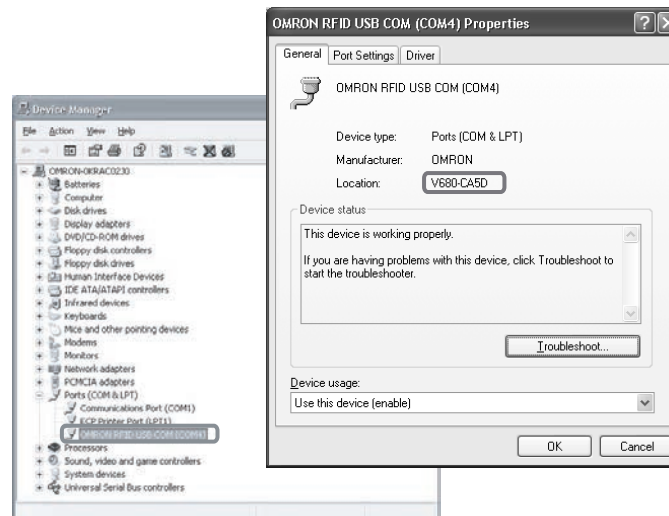 OMRON RFID USB COM (COM4) Properties
General
Port Settings
Driver
OMRON RFID USB COM (COM4)
Device type: Ports (COM & LPT)
Manufacturer: OMRON
Location: V680-CA5D
Device status
This device is working properly.
If you are having problems with this device, click Troubleshoot to
start the troubleshooter.
Troubleshoot...
Device usage:
Use this device (enable)
OK
Cancel
Device Manager
File Action View Help
OMRON-0KRAC0230
Batteries
Computer
Disk drives
Display adapters
DVD/CD-ROM drives
Floppy disk controllers
Floppy disk drives
Human Interface Devices
IDE ATA/ATAPI controllers
Infrared devices
Keyboards
Mice and other pointing devices
Modems
Monitors
Network adapters
PCMCIA adapters
Ports (COM & LPT)
Communications Port (COM1)
ECP Printer Port (LPT1)
OMRON RFID USB COM (COM4)
Processors
Sound, video and game controllers
System devices
Universal Serial Bus controllers